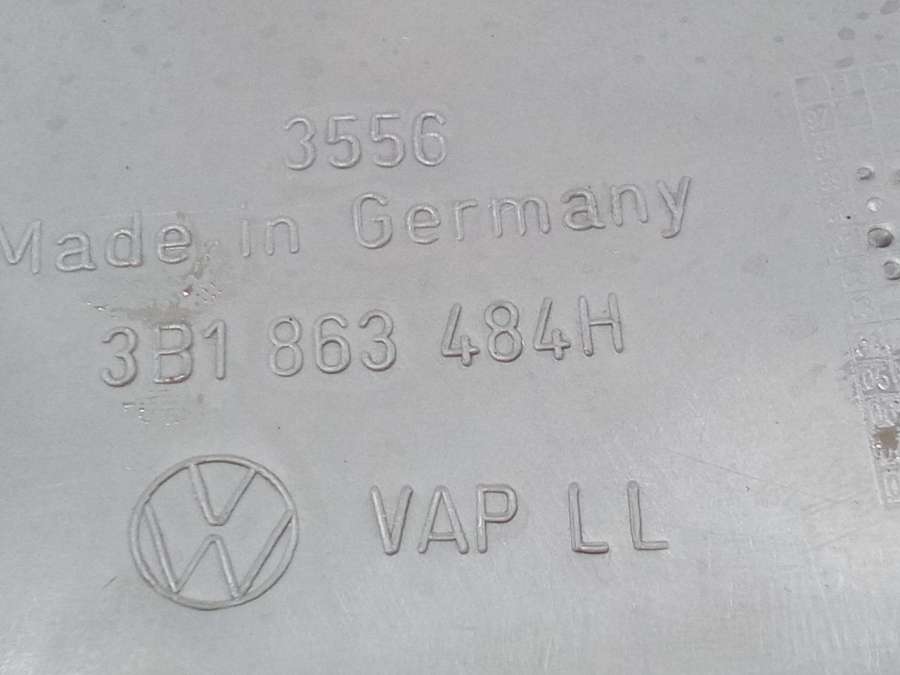 3556
Made in Germany
3B1 863 484H
VAP LL